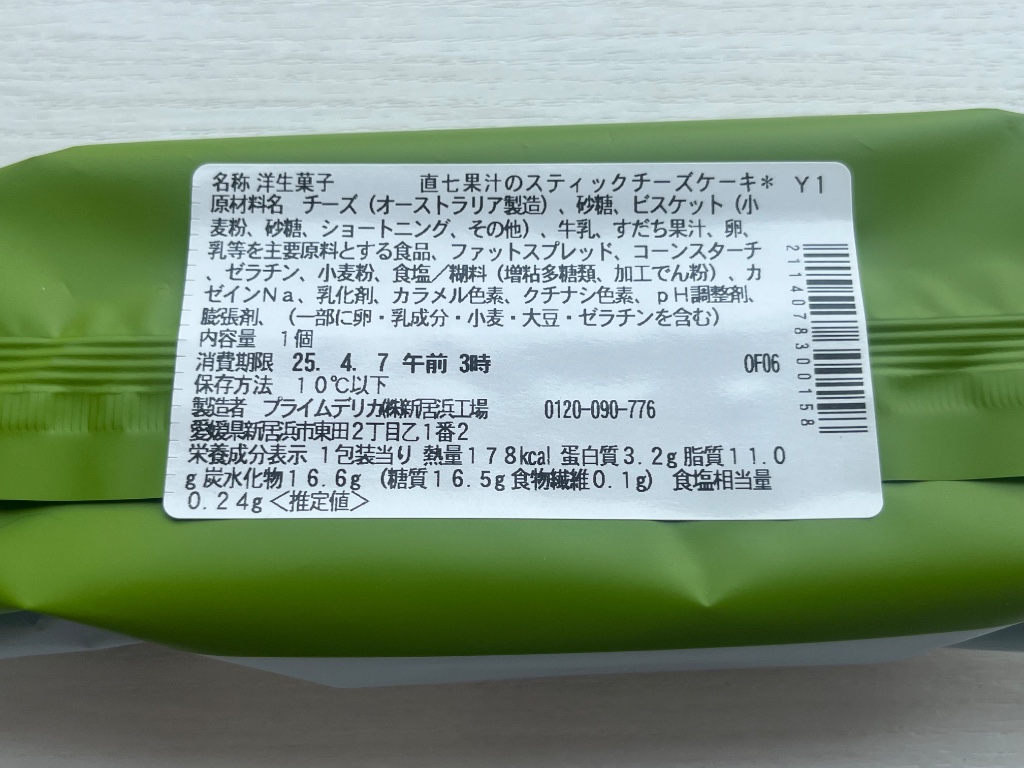 名称 洋生菓子 直七果汁のスティックチーズケーキ* Y1
原材料名 チーズ(オーストラリア製造)、砂糖、ビスケット(小
麦粉、砂糖、ショートニング、その他)、牛乳、すだち果汁、卵、
乳等を主要原料とする食品、ファットスプレッド、コーンスターチ
、ゼラチン、小麦粉、食塩/糊料(増粘多糖類、加工でん粉)、カ
ゼインNa、乳化剤、カラメル色素、クチナシ色素、pH調整剤、
膨張剤、(一部に卵・乳成分・小麦・大豆・ゼラチンを含む)
内容量 1個
消費期限 25. 4. 7 午前 3時 0F06
保存方法 10℃以下
製造者 プライムデリカ㈱新居浜工場 0120-090-776
愛媛県新居浜市東田2丁目乙1番2
栄養成分表示 1包装当り 熱量178kcal 蛋白質3.2g 脂質11.0
g 炭水化物16.6g (糖質16.5g 食物繊維0.1g) 食塩相当量
0.24g<推定値>
2114078300158